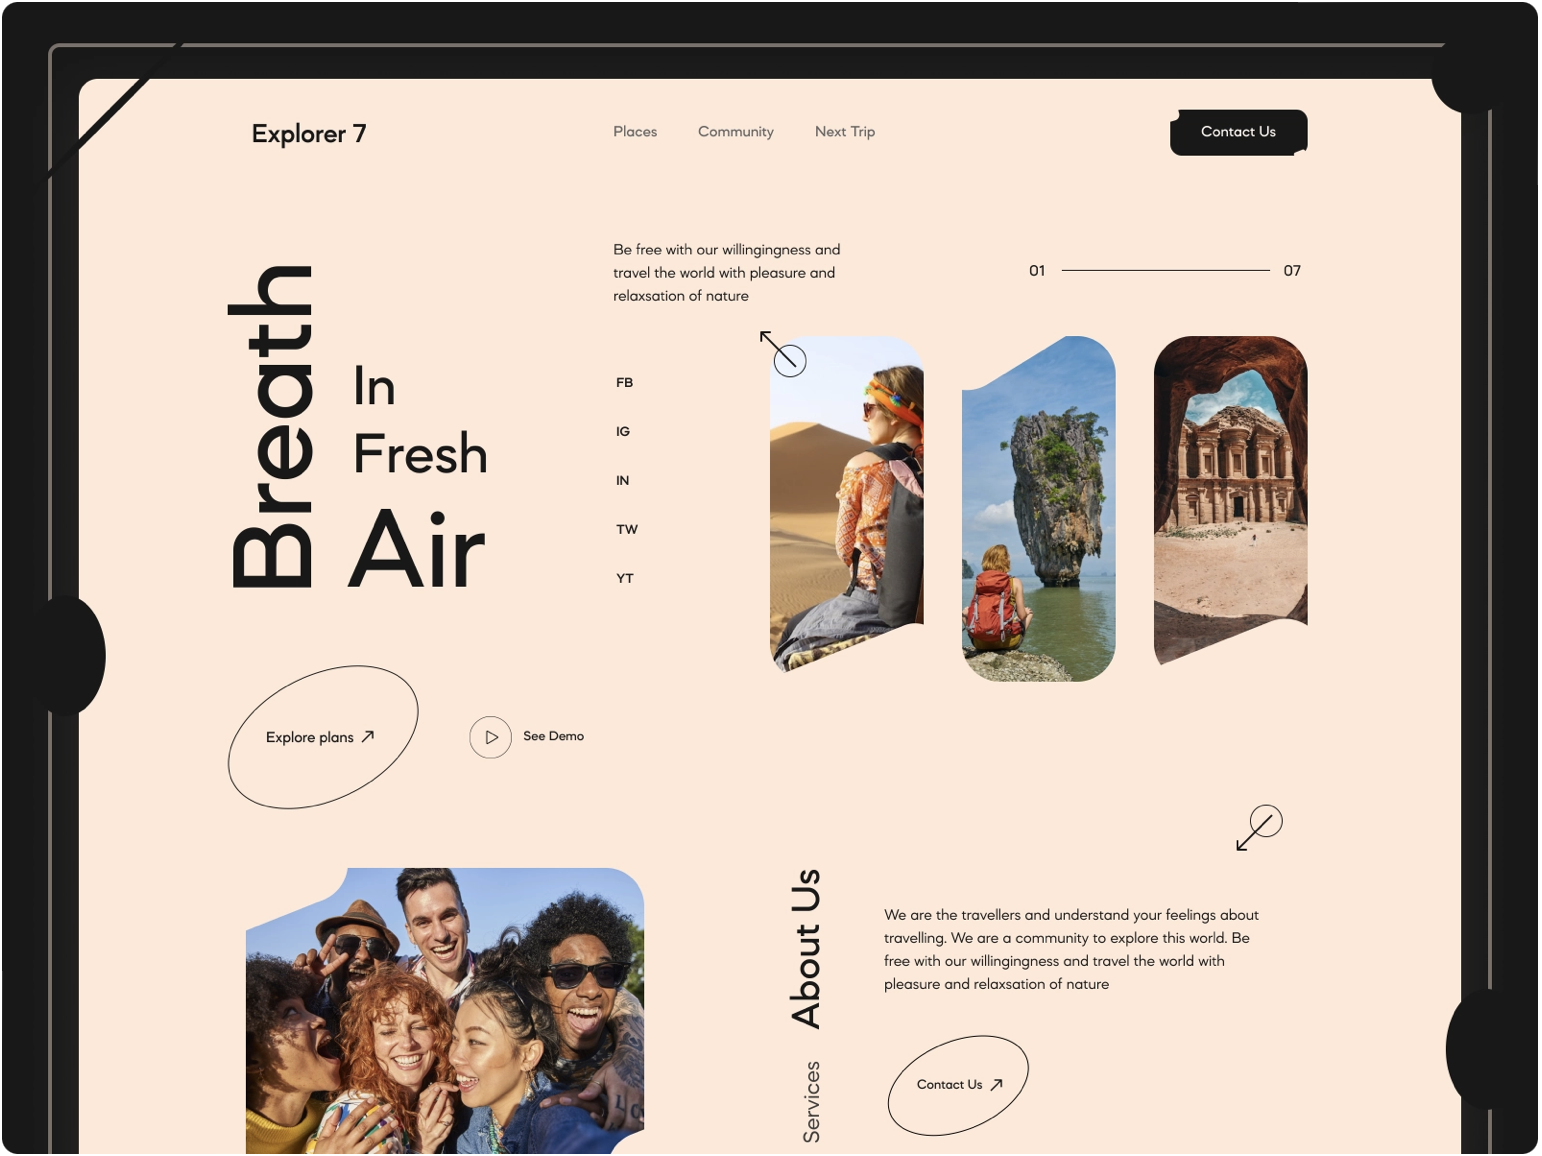 Explorer 7
Places
Community
Next Trip
Contact Us
Breath
In
Fresh
Air
Be free with our willingingness and
travel the world with pleasure and
relaxsation of nature
01
07
FB
IG
IN
TW
YT
Explore plans
See Demo
About Us
Services
We are the travellers and understand your feelings about
travelling. We are a community to explore this world. Be
free with our willingingness and travel the world with
pleasure and relaxsation of nature
Contact Us